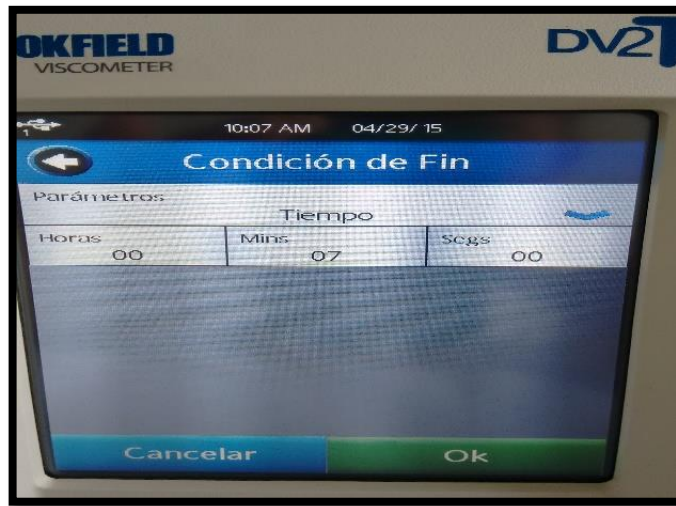 OKFIELD
VISCOMETER
DV2T
1
10:07 AM 04/29/15
Condición de Fin
Parámetros
Tiempo
Horas Mins Segs
00 07 00
Cancelar Ok